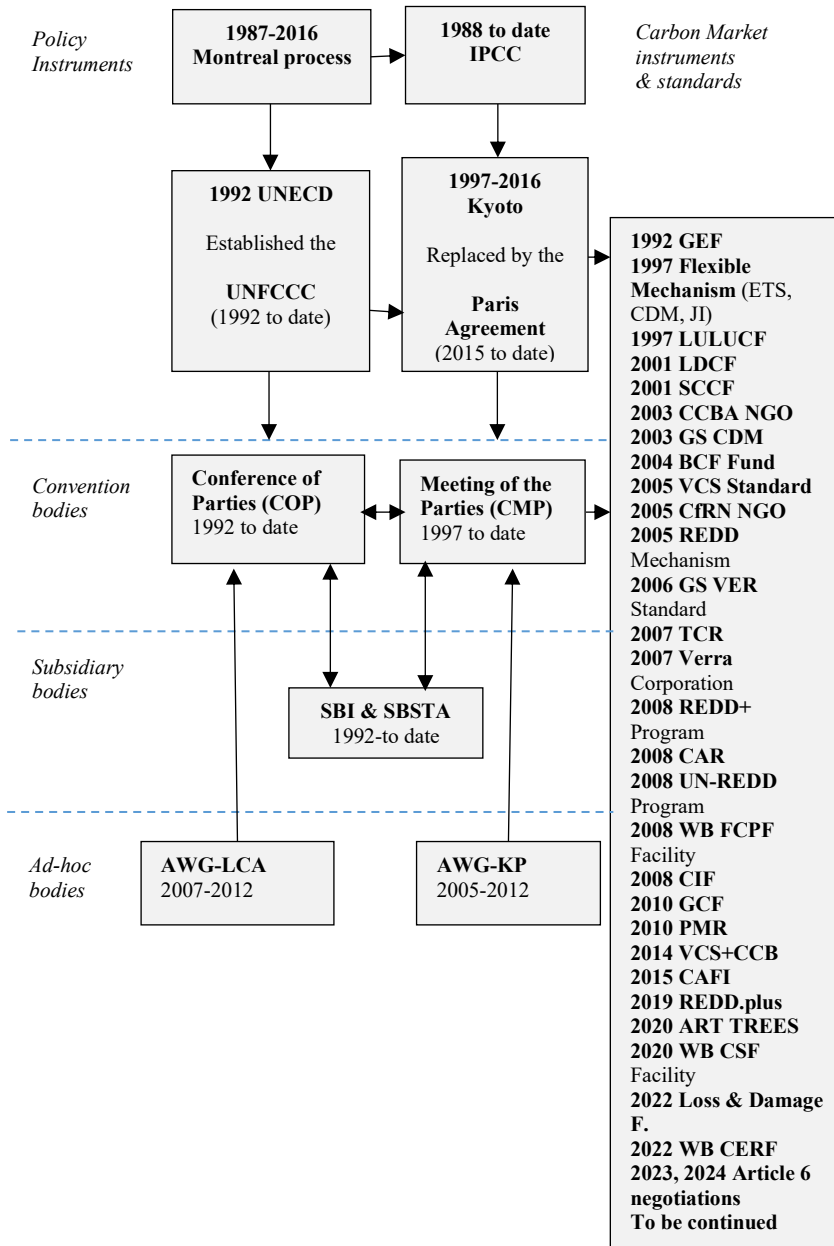 Policy
Instruments
1987-2016
Montreal process
1988 to date
IPCC
Carbon Market
instruments
& standards
1992 UNECD
Established the
UNFCCC
(1992 to date)
1997-2016
Kyoto
Replaced by the
Paris
Agreement
(2015 to date)
Convention
bodies
Conference of
Parties (COP)
1992 to date
Meeting of the
Parties (CMP)
1997 to date
Subsidiary
bodies
SBI & SBSTA
1992-to date
Ad-hoc
bodies
AWG-LCA
2007-2012
AWG-KP
2005-2012
1992 GEF
1997 Flexible
Mechanism (ETS,
CDM, JI)
1997 LULUCF
2001 LDCF
2001 SCCF
2003 CCBA NGO
2003 GS CDM
2004 BCF Fund
2005 VCS Standard
2005 CfRN NGO
2005 REDD
Mechanism
2006 GS VER
Standard
2007 TCR
2007 Verra
Corporation
2008 REDD+
Program
2008 CAR
2008 UN-REDD
Program
2008 WB FCPF
Facility
2008 CIF
2010 GCF
2010 PMR
2014 VCS+CCB
2015 CAFI
2019 REDD.plus
2020 ART TREES
2020 WB CSF
Facility
2022 Loss & Damage
F.
2022 WB CERF
2023, 2024 Article 6
negotiations
To be continued